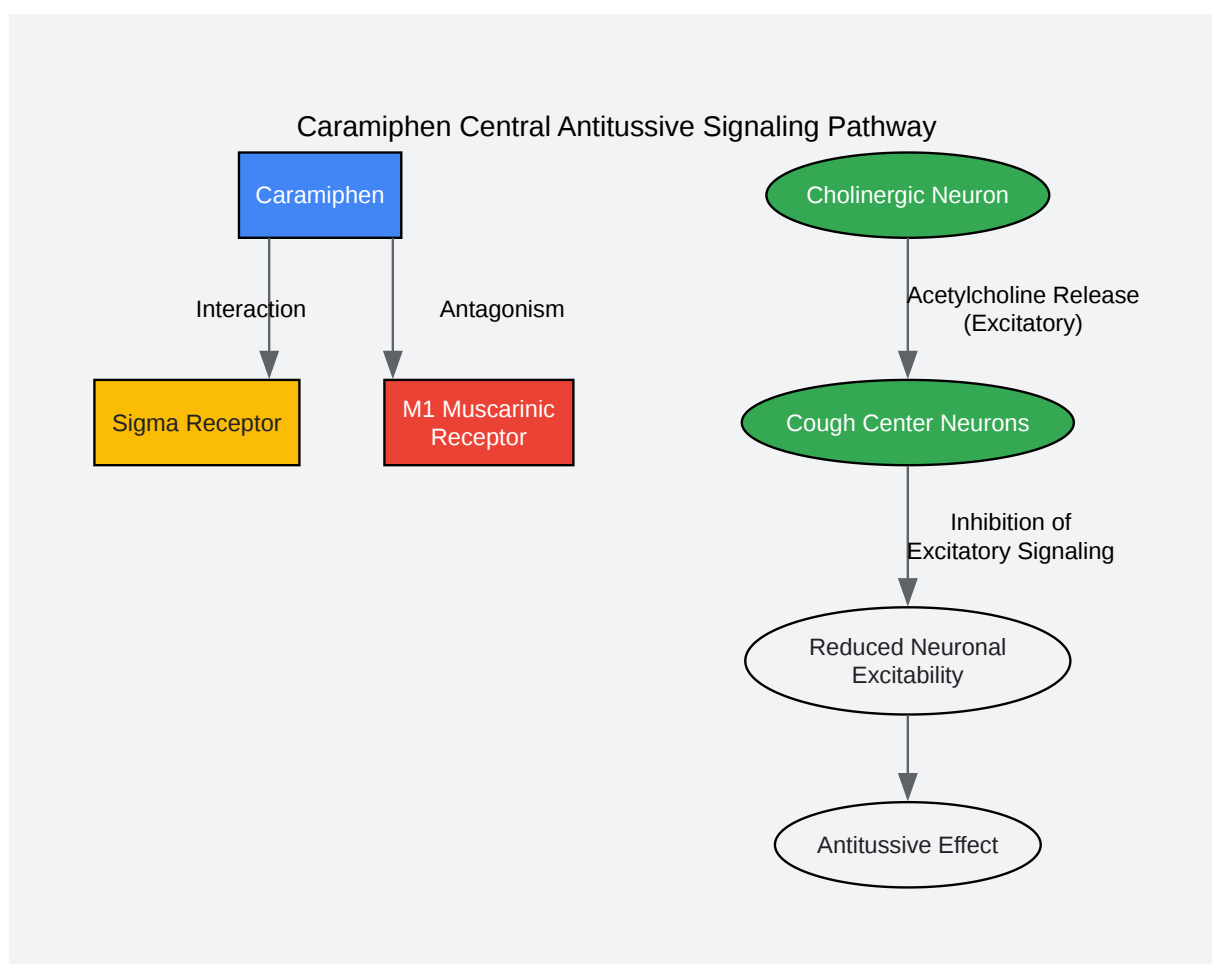 Caramiphen Central Antitussive Signaling Pathway
Caramiphen
Cholinergic Neuron
Interaction
Antagonism
Acetylcholine Release
(Excitatory)
Sigma Receptor
M1 Muscarinic
Receptor
Cough Center Neurons
Inhibition of
Excitatory Signaling
Reduced Neuronal
Excitability
Antitussive Effect